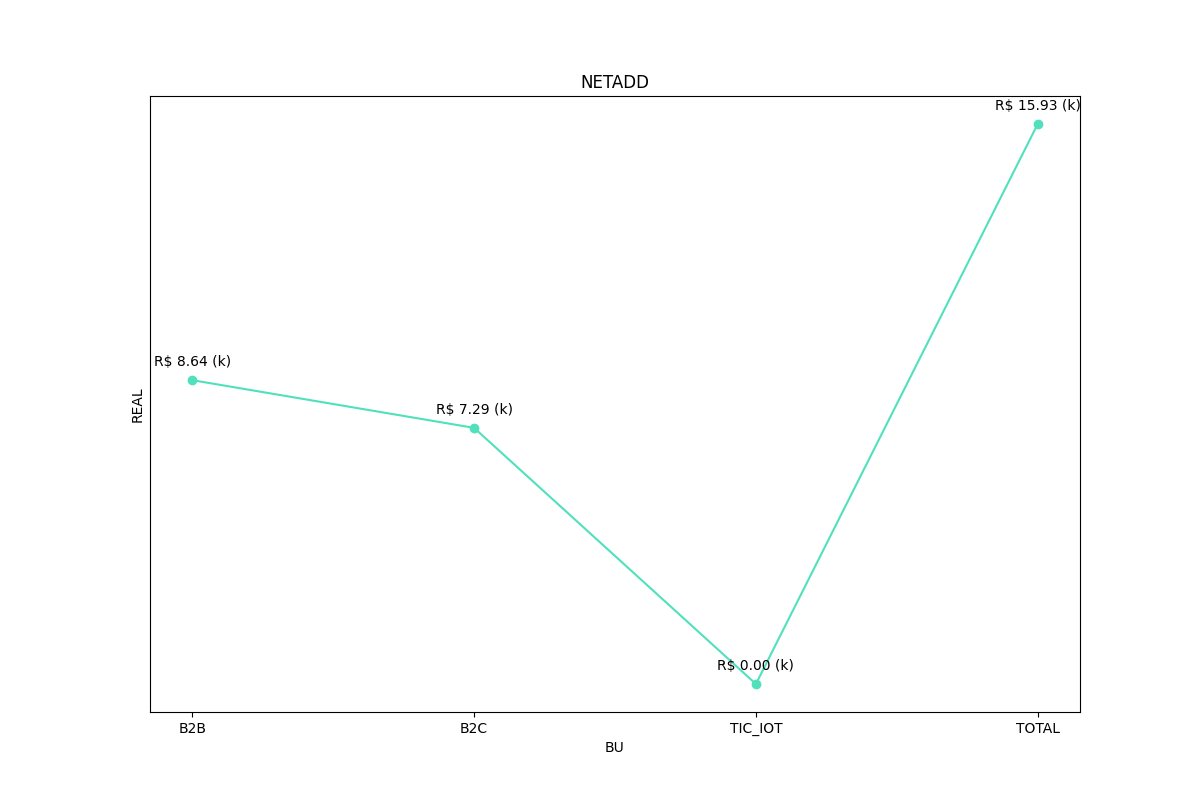 NETADD
R$ 15.93 (k)
R$ 8.64 (k)
R$ 7.29 (k)
R$ 0.00 (k)
REAL
B2B
B2C
TIC_IOT
TOTAL
BU